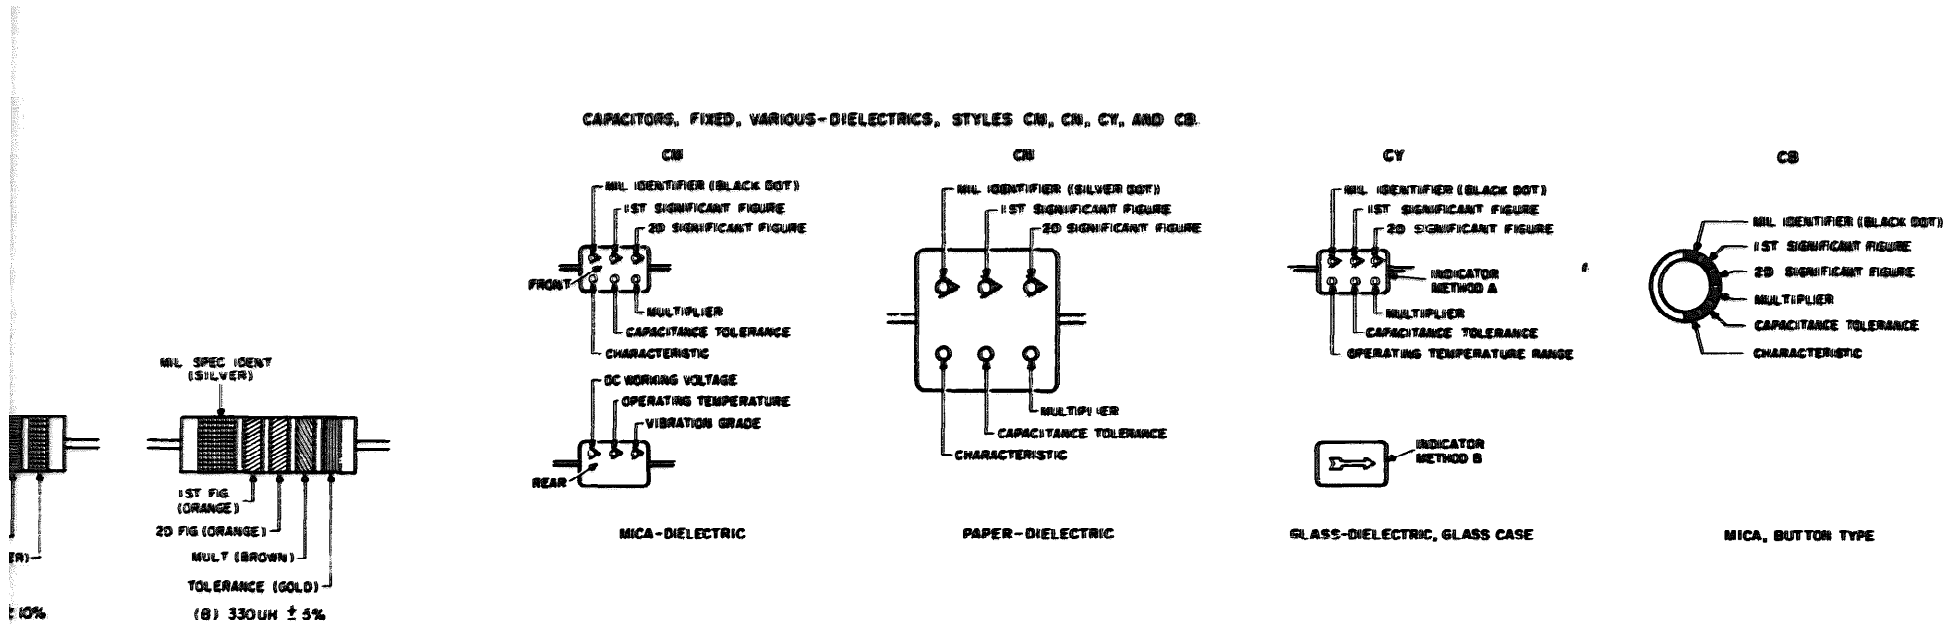 CAPACITORS, FIXED, VARIOUS-DIELECTRICS, STYLES CM, CN, CY, AND CB.
CM
MIL IDENTIFIER (BLACK DOT)
1ST SIGNIFICANT FIGURE
2D SIGNIFICANT FIGURE
FRONT
MULTIPLIER
CAPACITANCE TOLERANCE
CHARACTERISTIC
DC WORKING VOLTAGE
OPERATING TEMPERATURE
VIBRATION GRADE
REAR
MICA-DIELECTRIC
CN
MIL IDENTIFIER (SILVER DOT)
1ST SIGNIFICANT FIGURE
2D SIGNIFICANT FIGURE
MULTIPLIER
CAPACITANCE TOLERANCE
CHARACTERISTIC
PAPER-DIELECTRIC
CY
MIL IDENTIFIER (BLACK DOT)
1ST SIGNIFICANT FIGURE
2D SIGNIFICANT FIGURE
INDICATOR
METHOD A
MULTIPLIER
CAPACITANCE TOLERANCE
OPERATING TEMPERATURE RANGE
INDICATOR
METHOD B
GLASS-DIELECTRIC, GLASS CASE
CB
MIL IDENTIFIER (BLACK DOT)
1ST SIGNIFICANT FIGURE
2D SIGNIFICANT FIGURE
MULTIPLIER
CAPACITANCE TOLERANCE
CHARACTERISTIC
MICA, BUTTON TYPE
MIL SPEC IDENT
(SILVER)
1ST FIG
(ORANGE)
2D FIG (ORANGE)
MULT (BROWN)
TOLERANCE (GOLD)
(B) 330UH ± 5%
ER)
10%